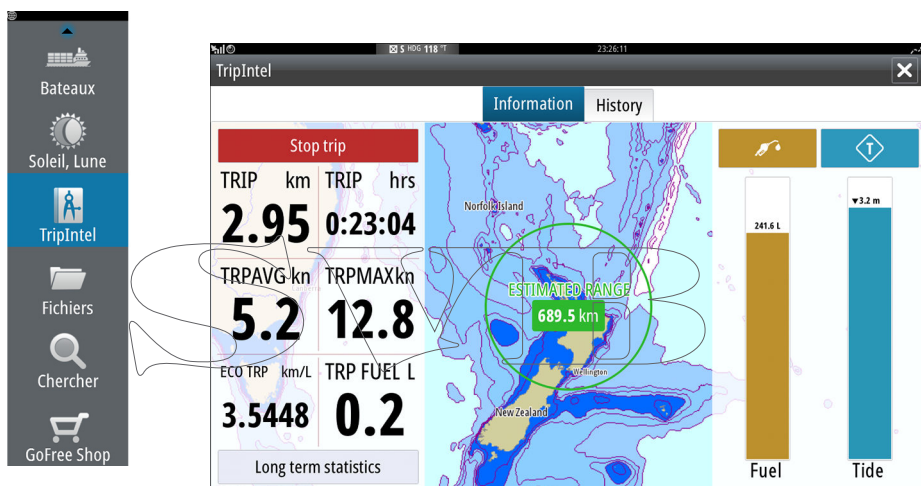 Bateaux
Soleil, Lune
TripIntel
Fichiers
Chercher
GoFree Shop
S HDG 118 °T
23:26:11
TripIntel
Information
History
Stop trip
TRIP km
2.95
TRIP hrs
0:23:04
TRPAVG kn
5.2
TRPMAX kn
12.8
ECO TRP km/L
3.5448
TRP FUEL L
0.2
Long term statistics
Norfolk Island
ESTIMATED RANGE
689.5 km
Wellington
New Zealand
241.6 L
Fuel
T
3.2 m
Tide